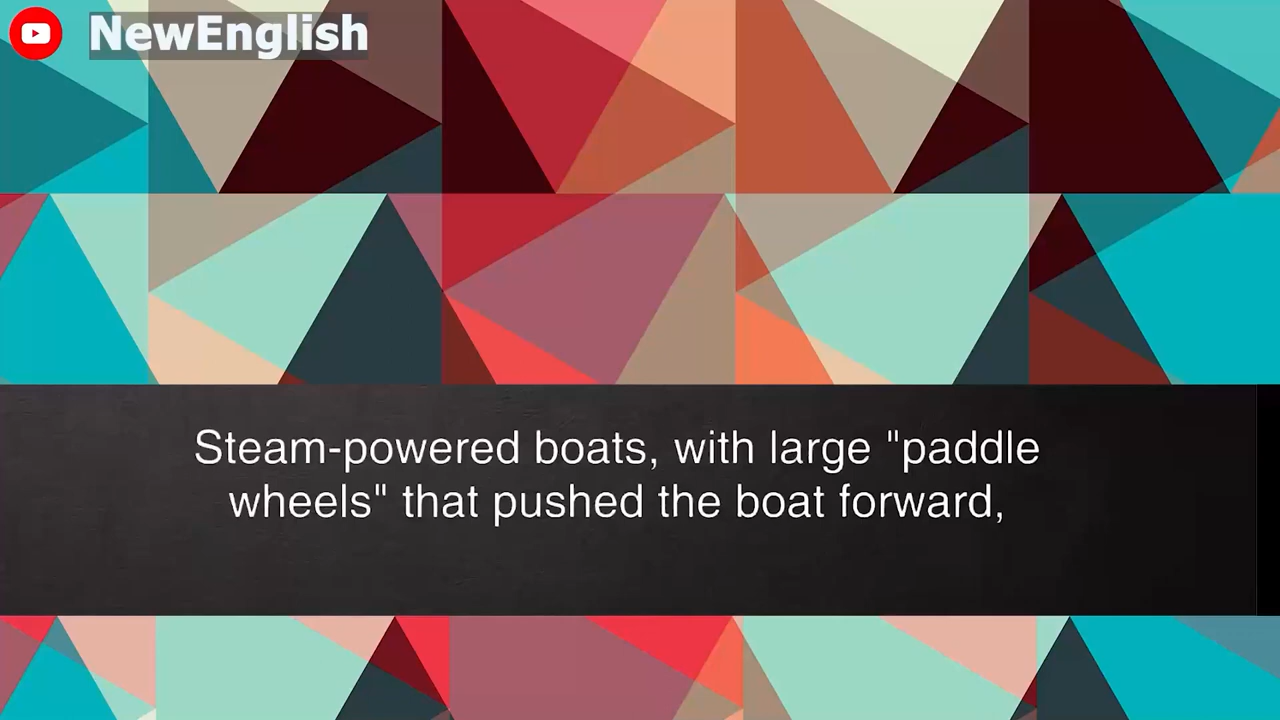 NewEnglish
Steam-powered boats, with large "paddle
wheels" that pushed the boat forward,